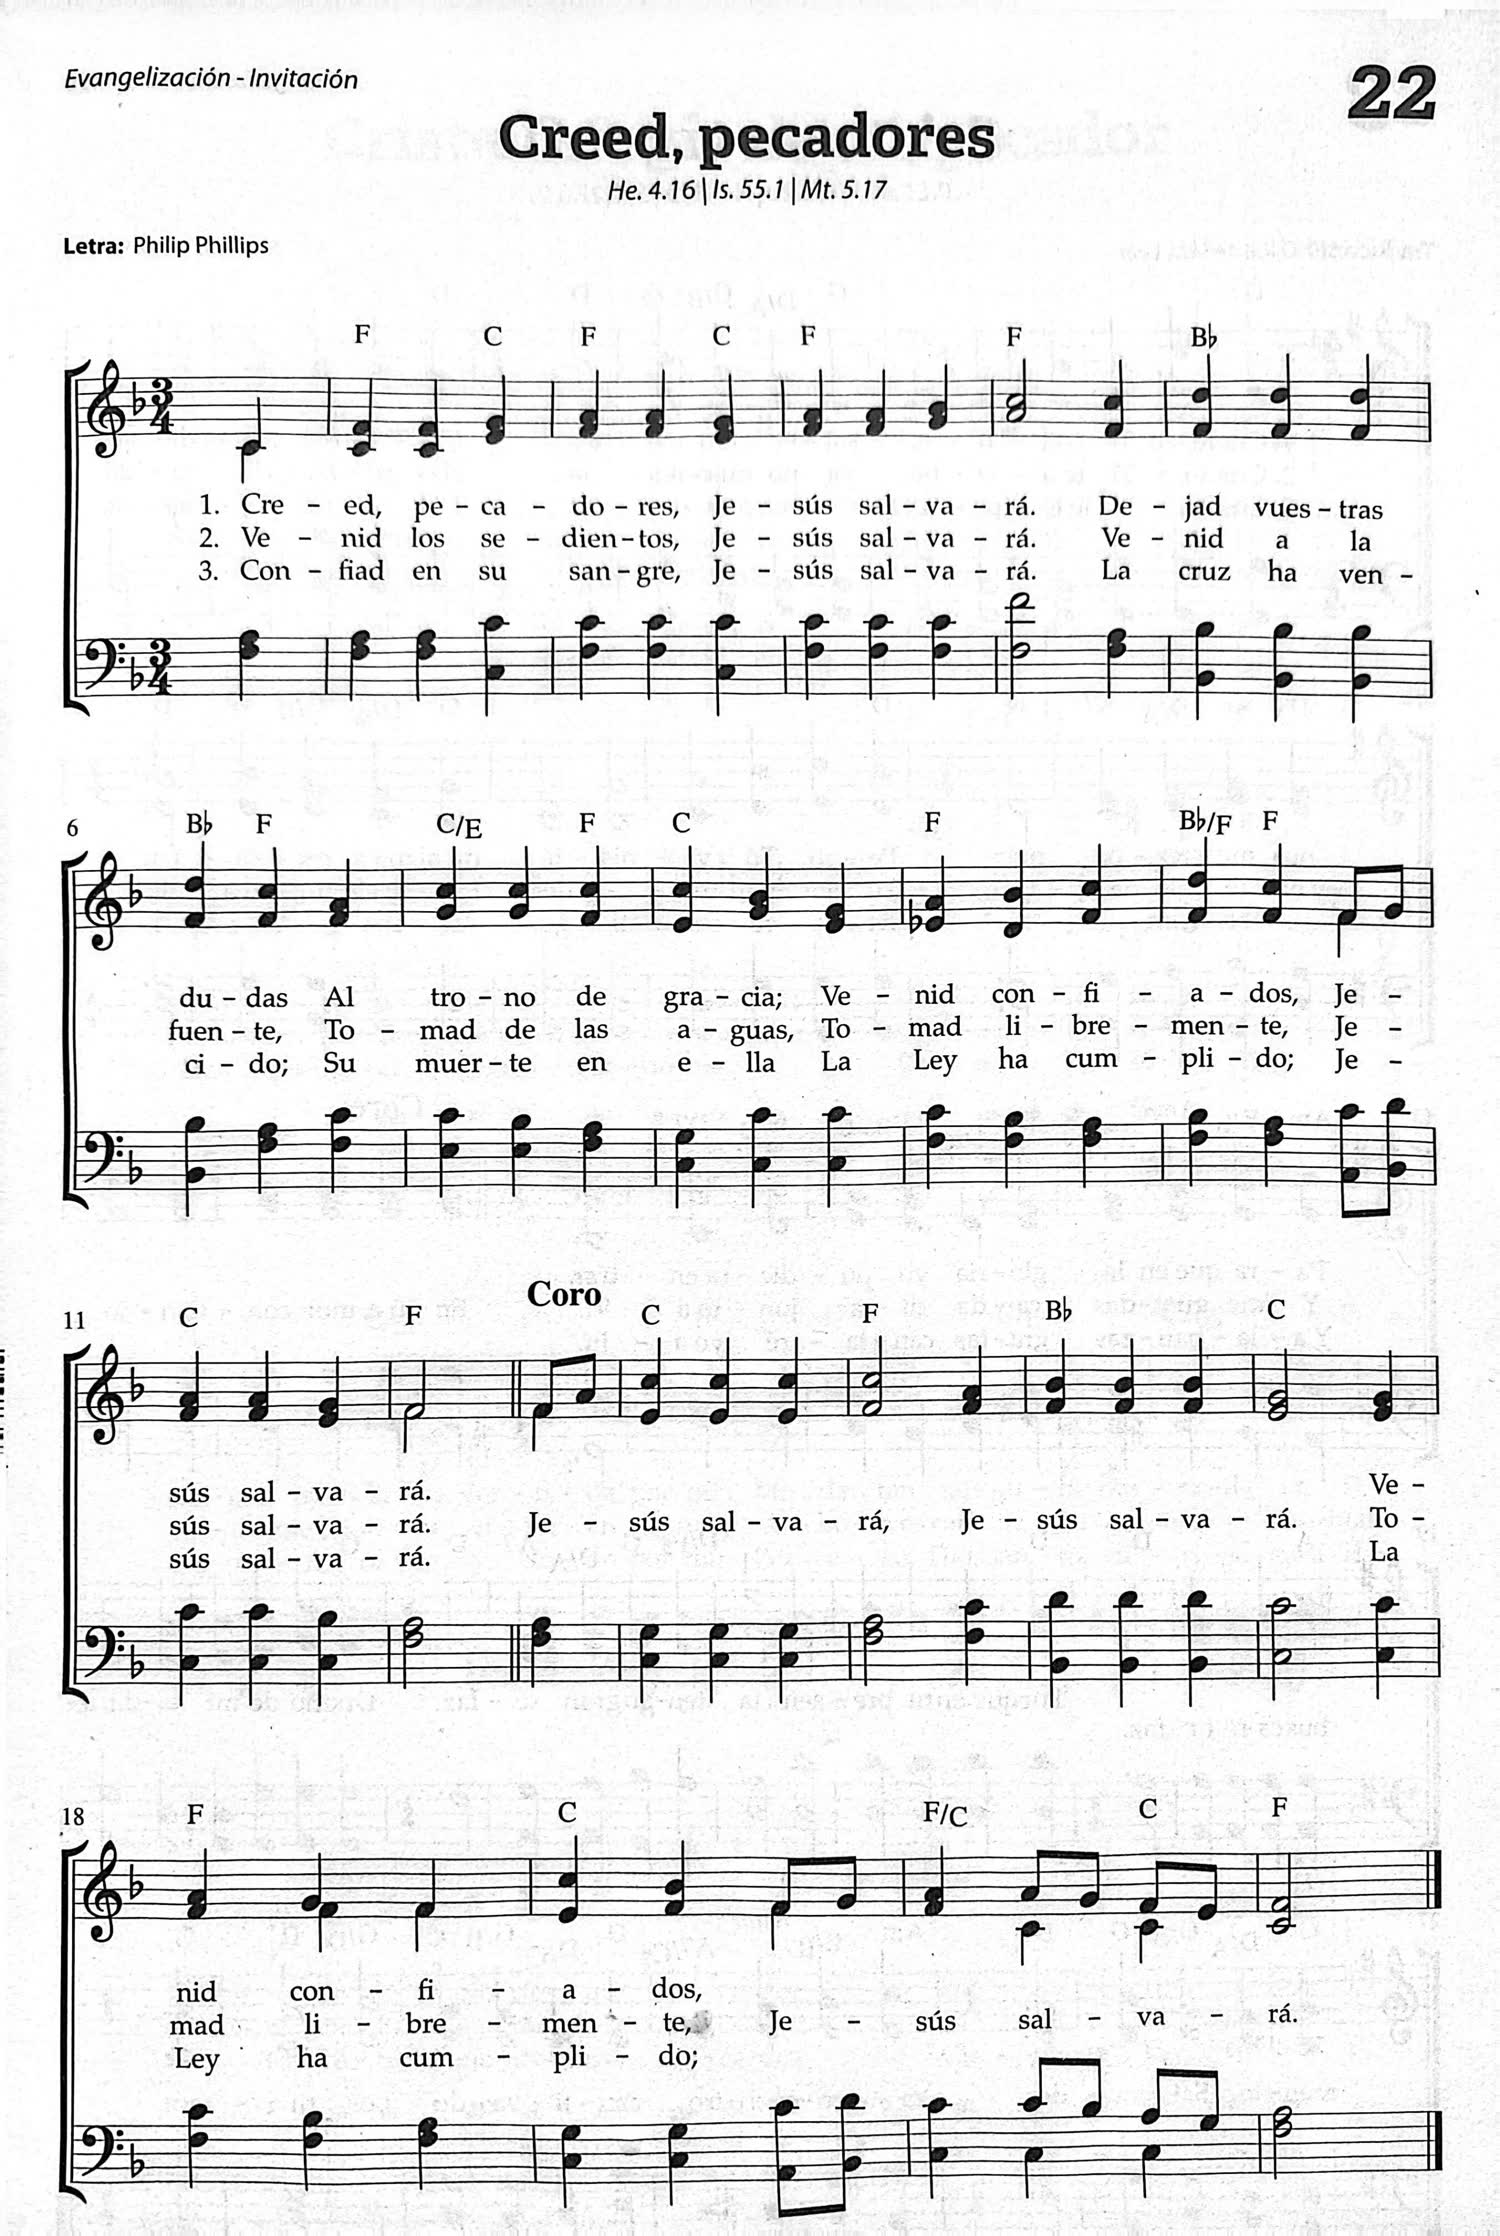 Evangelización - Invitación
22
Creed, pecadores
He. 4.16 | Is. 55.1 | Mt. 5.17
Letra: Philip Phillips
F C F C F F B♭
1. Cre – ed, pe – ca – do – res, Je – sús sal – va – rá. De – jad vues – tras
2. Ve – nid los se – dien – tos, Je – sús sal – va – rá. Ve – nid a la
3. Con – fiad en su san – gre, Je – sús sal – va – rá. La cruz ha ven –
6 B♭ F C/E F C F B♭/F F
du – das Al tro – no de gra – cia; Ve – nid con – fi – a – dos, Je –
fuen – te, To – mad de las a – guas, To – mad li – bre – men – te, Je –
ci – do; Su muer – te en e – lla La Ley ha cum – pli – do; Je –
Coro
11 C F C F B♭ C
sús sal – va – rá. Ve –
sús sal – va – rá. Je – sús sal – va – rá, Je – sús sal – va – rá. To –
sús sal – va – rá. La
18 F C F/C C F
nid con – fi – a – dos,
mad li – bre – men – te, Je – sús sal – va – rá.
Ley ha cum – pli – do;